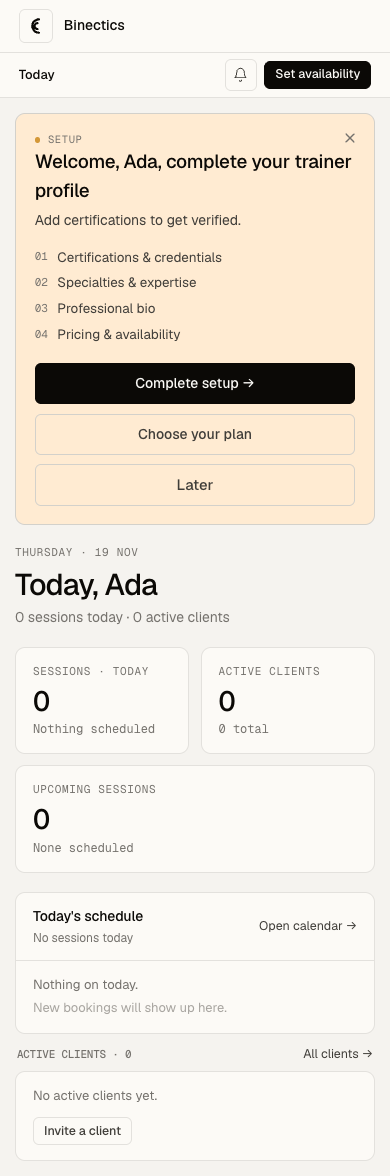 Binectics
Today
Set availability
SETUP
Welcome, Ada, complete your trainer
profile
Add certifications to get verified.
01 Certifications & credentials
02 Specialties & expertise
03 Professional bio
04 Pricing & availability
Complete setup →
Choose your plan
Later
THURSDAY · 19 NOV
Today, Ada
0 sessions today · 0 active clients
SESSIONS · TODAY
0
Nothing scheduled
ACTIVE CLIENTS
0
0 total
UPCOMING SESSIONS
0
None scheduled
Today's schedule
No sessions today
Open calendar →
Nothing on today.
New bookings will show up here.
ACTIVE CLIENTS · 0
All clients →
No active clients yet.
Invite a client